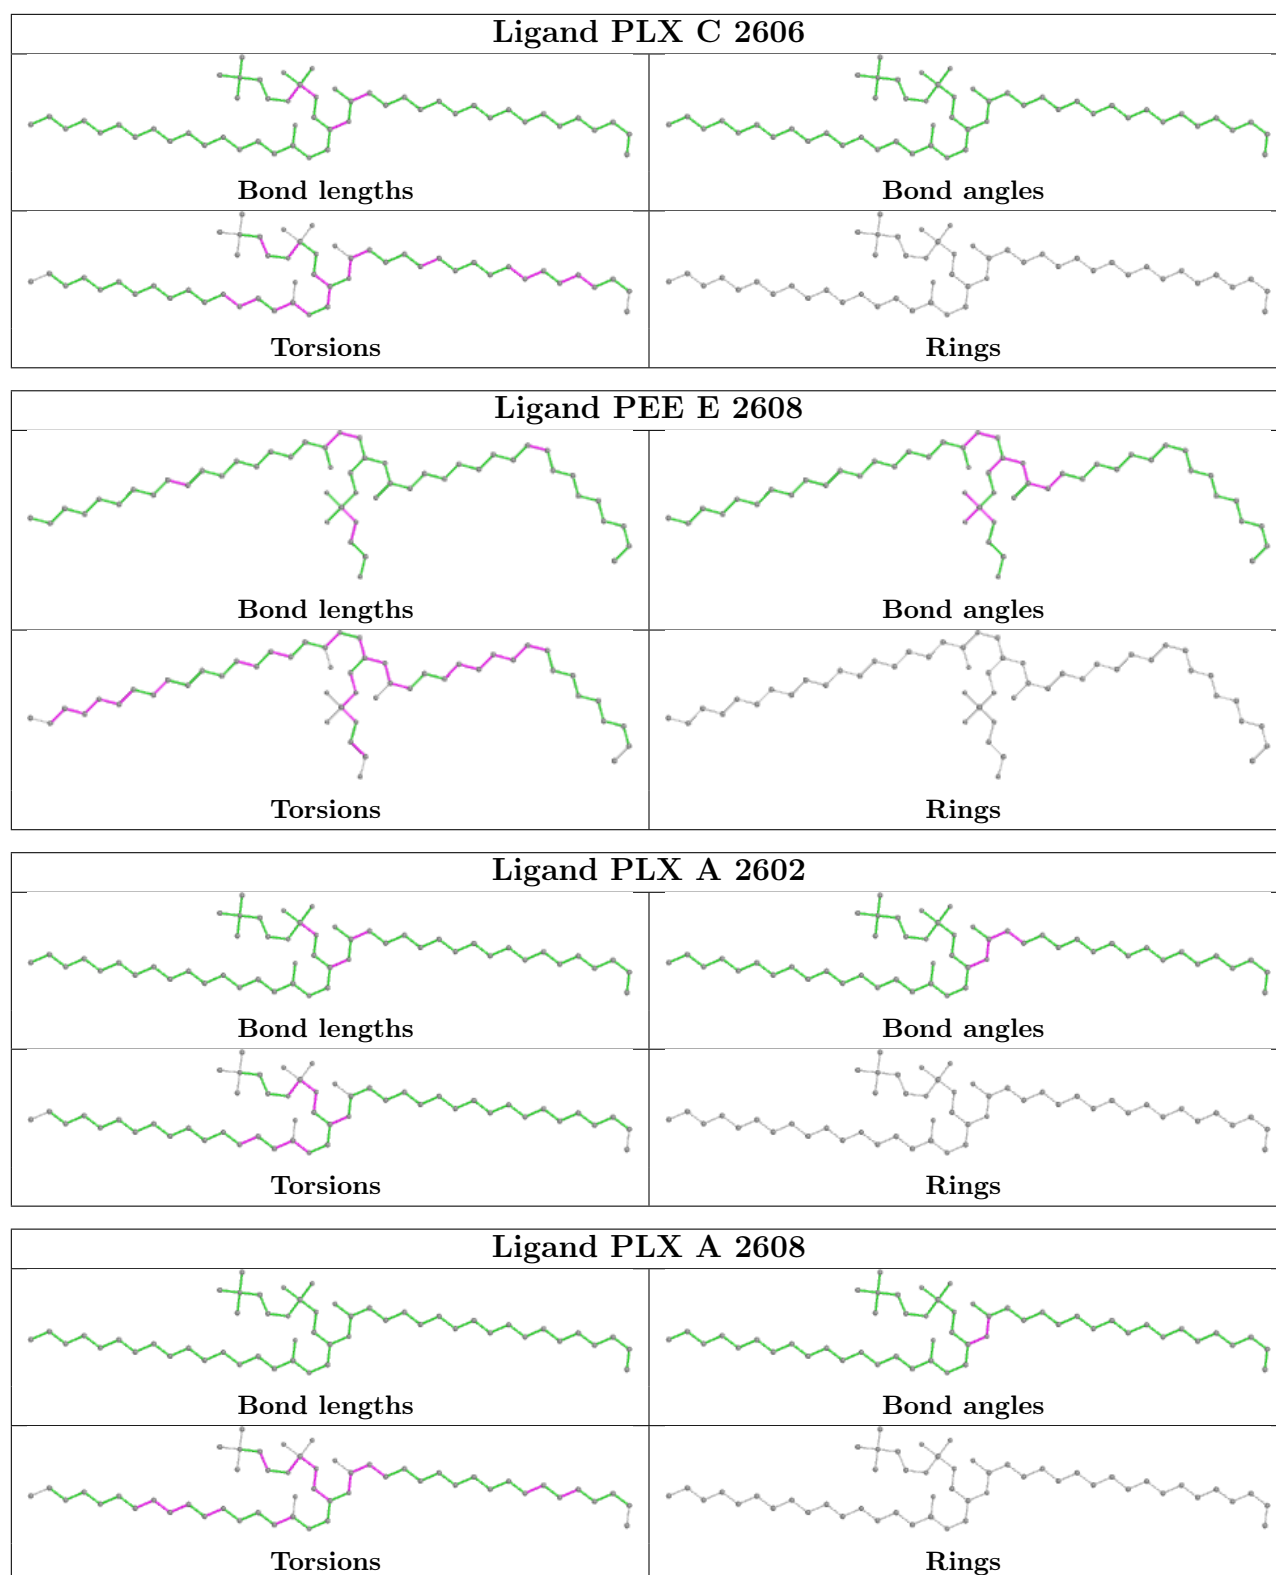 Ligand PLX C 2606
Bond lengths
Bond angles
Torsions
Rings
Ligand PEE E 2608
Bond lengths
Bond angles
Torsions
Rings
Ligand PLX A 2602
Bond lengths
Bond angles
Torsions
Rings
Ligand PLX A 2608
Bond lengths
Bond angles
Torsions
Rings